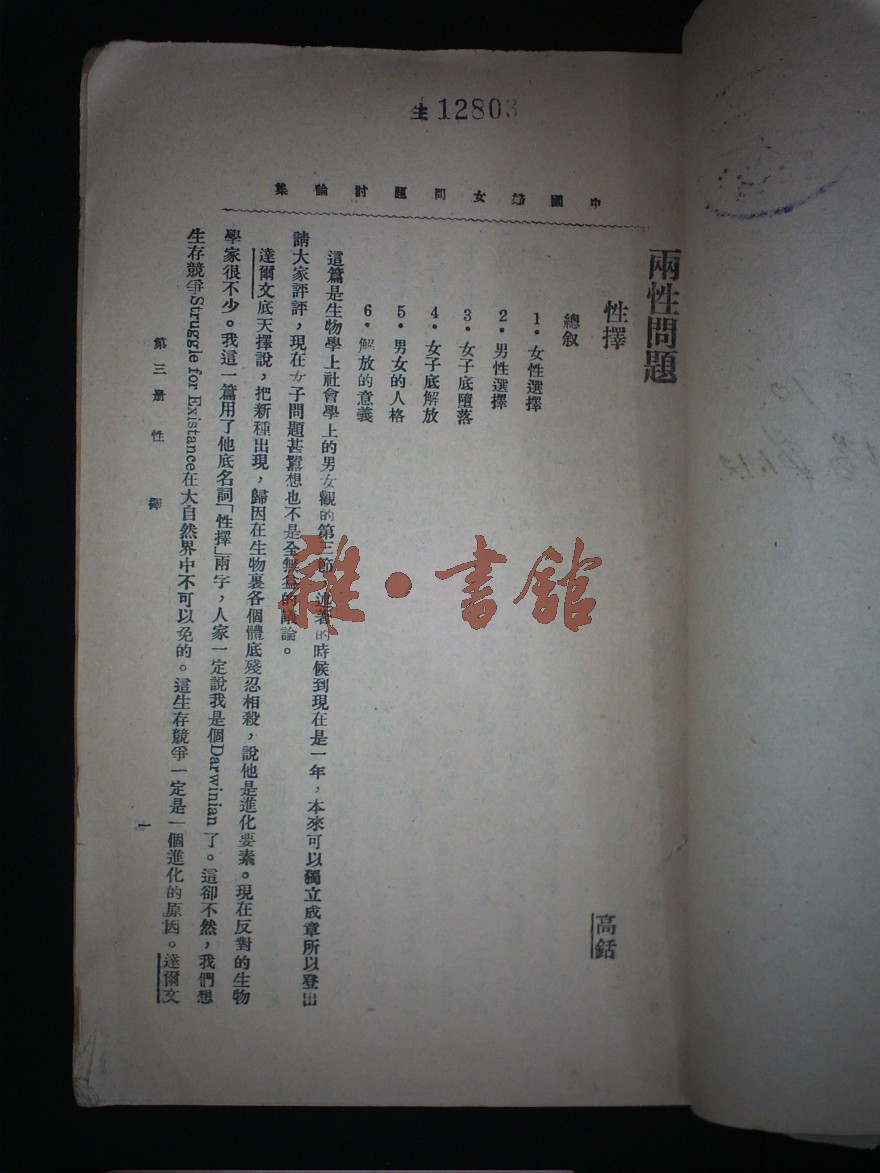 生 12803
中國婦女問題討論集
兩性問題
性擇
高銛
總叙
1・女性選擇
2・男性選擇
3・女子底墮落
4・女子底解放
5・男女的人格
6・解放的意義
這篇是生物學上社會學上的男女觀的第三節，述著的時候到現在是一年，本來可以獨立成章所以登出
請大家評評，現在女子問題甚囂想也不是全無益的議論。
達爾文底天擇說，把新種出現，歸因在生物裏各個體底殘忍相殺，說他是進化要素。現在反對的生物
學家很不少。我這一篇用了他底名詞「性擇」兩字，人家一定說我是個Darwinian了。這卻不然，我們想
生存競爭Struggle for Existance在大自然界中不可以免的。這生存競爭一定是一個進化的原因。達爾文
第三册 性擇
一
雜・書館